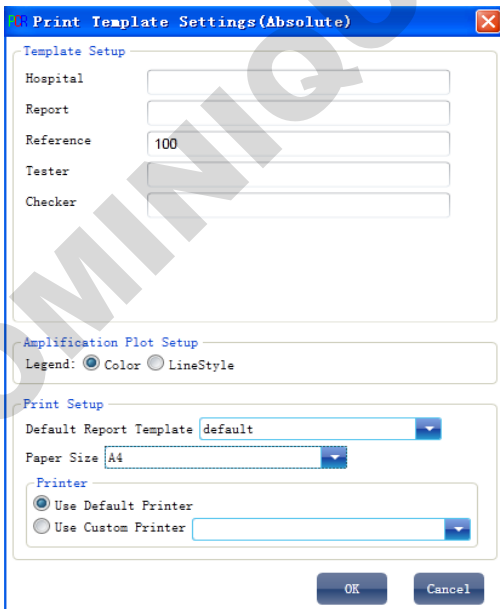 PCR Print Template Settings(Absolute)
Template Setup
Hospital
Report
Reference 100
Tester
Checker
Amplification Plot Setup
Legend: Color LineStyle
Print Setup
Default Report Template default
Paper Size A4
Printer
Use Default Printer
Use Custom Printer
OK Cancel
OMINIQU